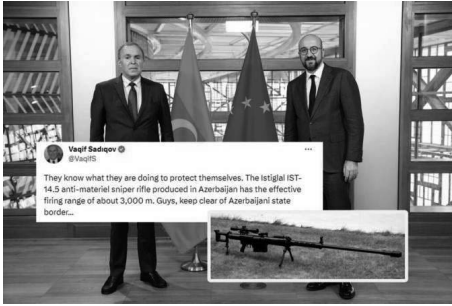 Vaqif Sadıqov
@VaqifS
They know what they are doing to protect themselves. The Istiglal IST-
14.5 anti-materiel sniper rifle produced in Azerbaijan has the effective
firing range of about 3,000 m. Guys, keep clear of Azerbaijani state
border...